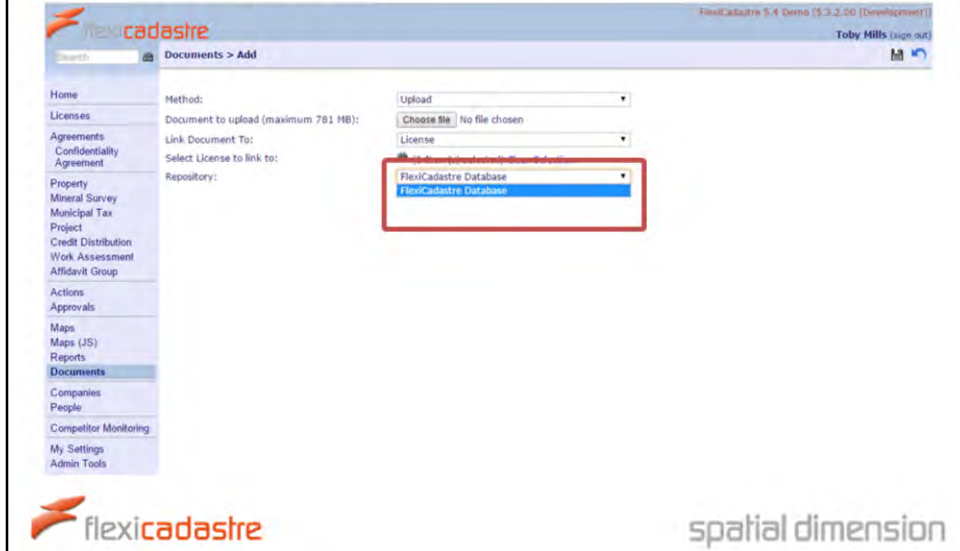 FlexiCadastre 5.4 Demo (5.3.2.00 (Development))
flexicadastre
Toby Mills (sign out)
Search
Documents > Add
Home
Licenses
Agreements
Confidentiality
Agreement
Property
Mineral Survey
Municipal Tax
Project
Credit Distribution
Work Assessment
Affidavit Group
Actions
Approvals
Maps
Maps (JS)
Reports
Documents
Companies
People
Competitor Monitoring
My Settings
Admin Tools
Method: Upload
Document to upload (maximum 781 MB): Choose file No file chosen
Link Document To: License
Select License to link to:
Repository: FlexiCadastre Database
FlexiCadastre Database
flexicadastre
spatial dimension